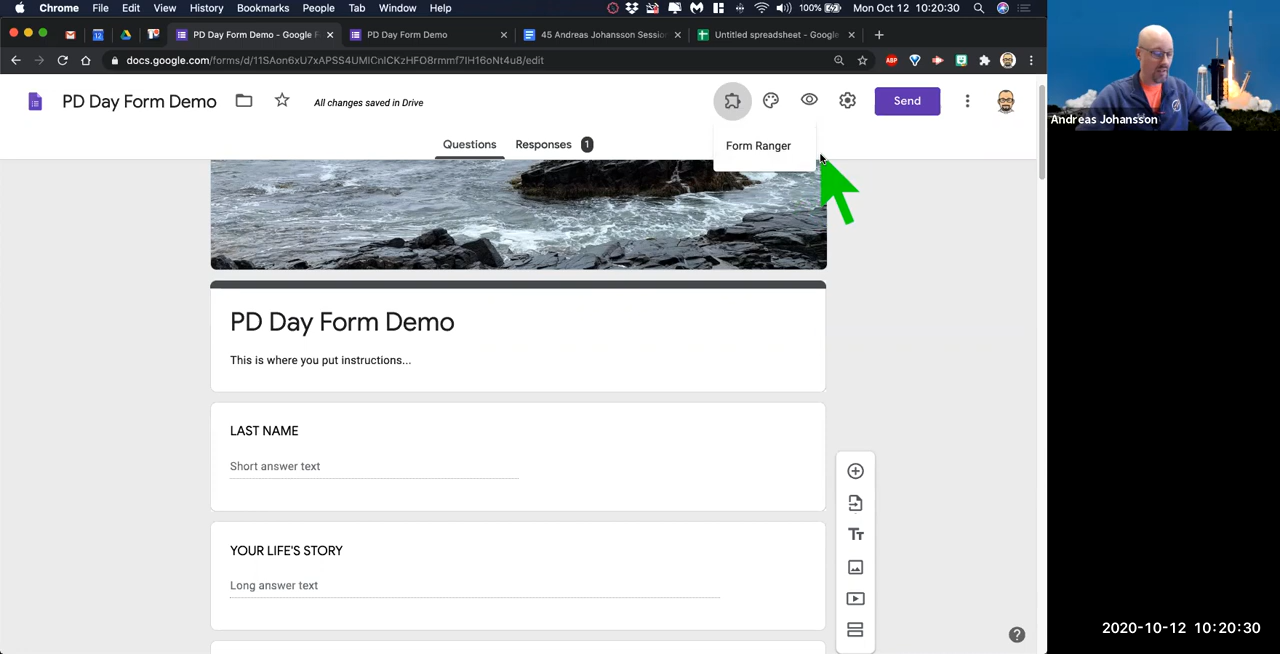 Chrome File Edit View History Bookmarks People Tab Window Help 100% Mon Oct 12 10:20:30
PD Day Form Demo - Google F PD Day Form Demo 45 Andreas Johansson Sessio Untitled spreadsheet - Google
docs.google.com/forms/d/11SAon6xU7xAPSS4UMlCnlCKzHFO8rmmf7lH16oNt4u8/edit
PD Day Form Demo All changes saved in Drive Send
Andreas Johansson
Questions Responses 1
Form Ranger
PD Day Form Demo
This is where you put instructions...
LAST NAME
Short answer text
YOUR LIFE'S STORY
Long answer text
2020-10-12 10:20:30